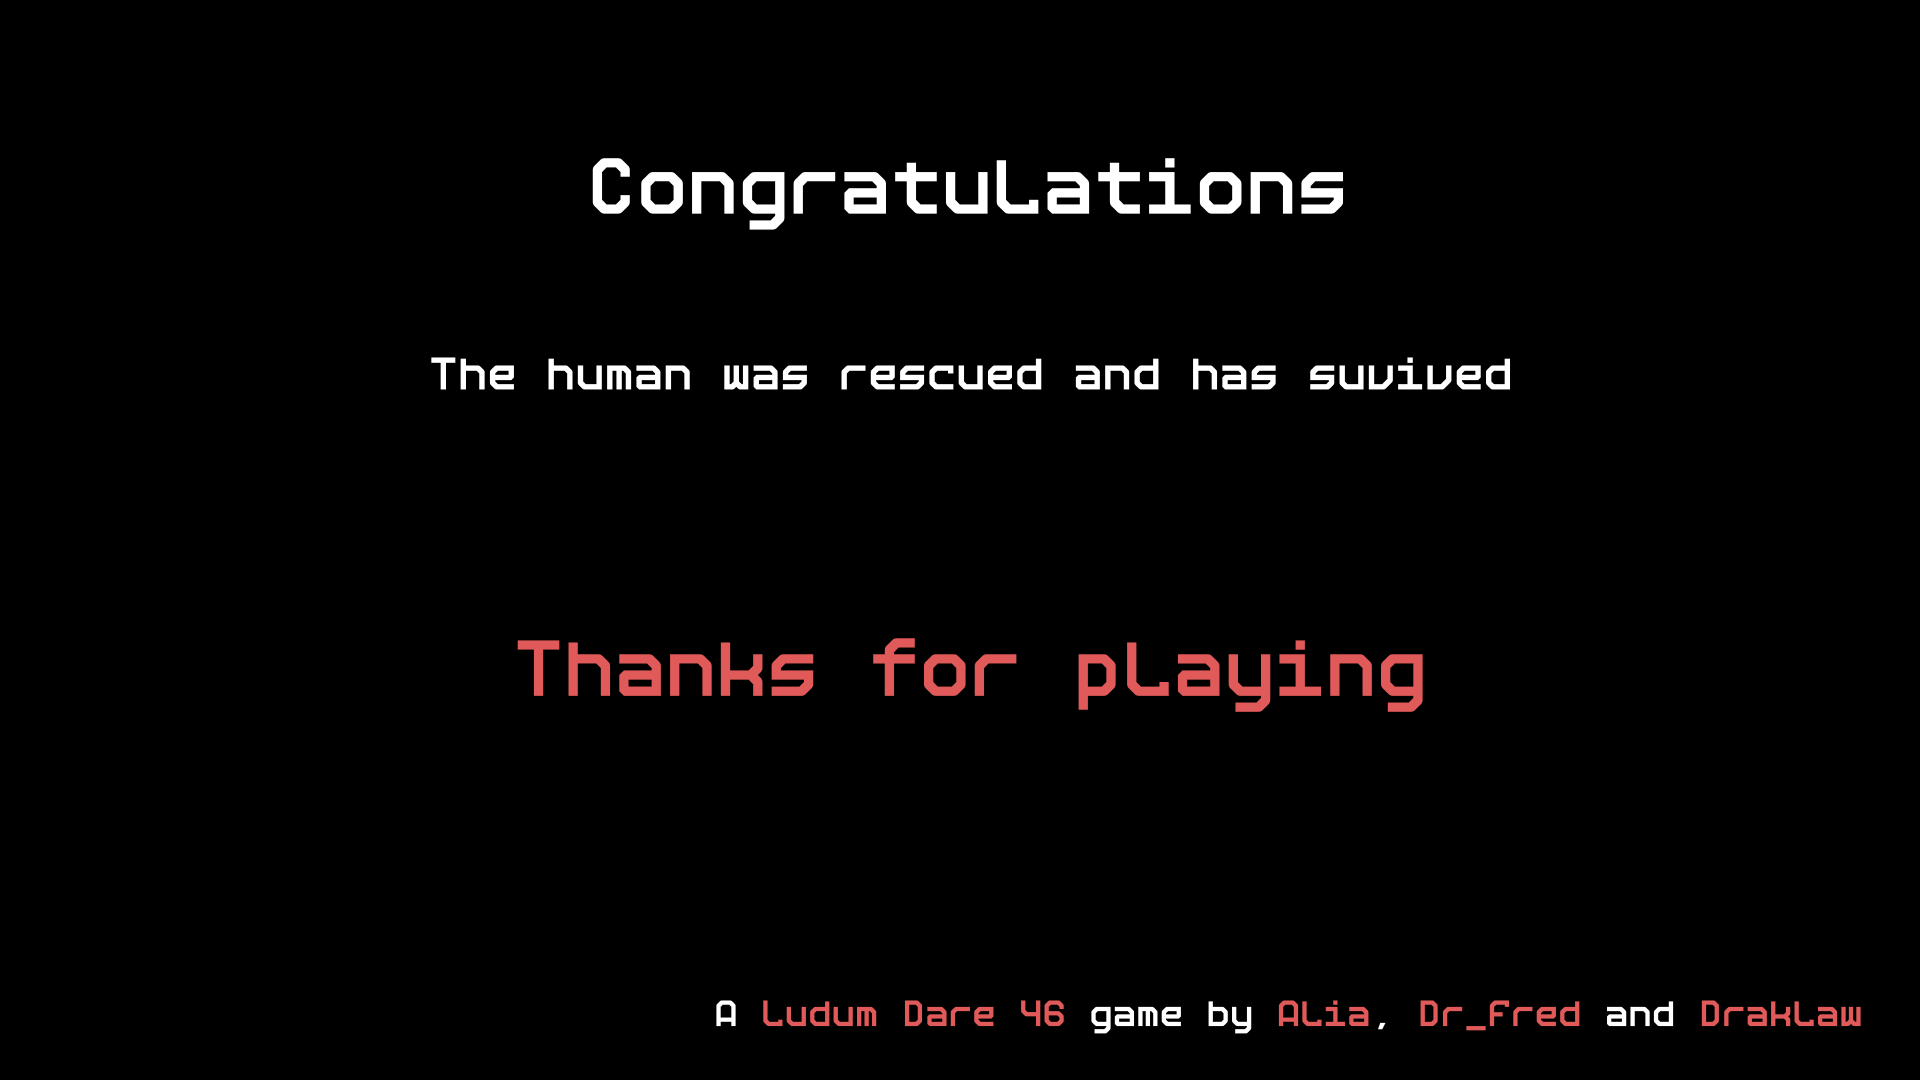 Congratulations
The human was rescued and has suvived
Thanks for playing
A Ludum Dare 46 game by Alia, Dr_Fred and Draklaw